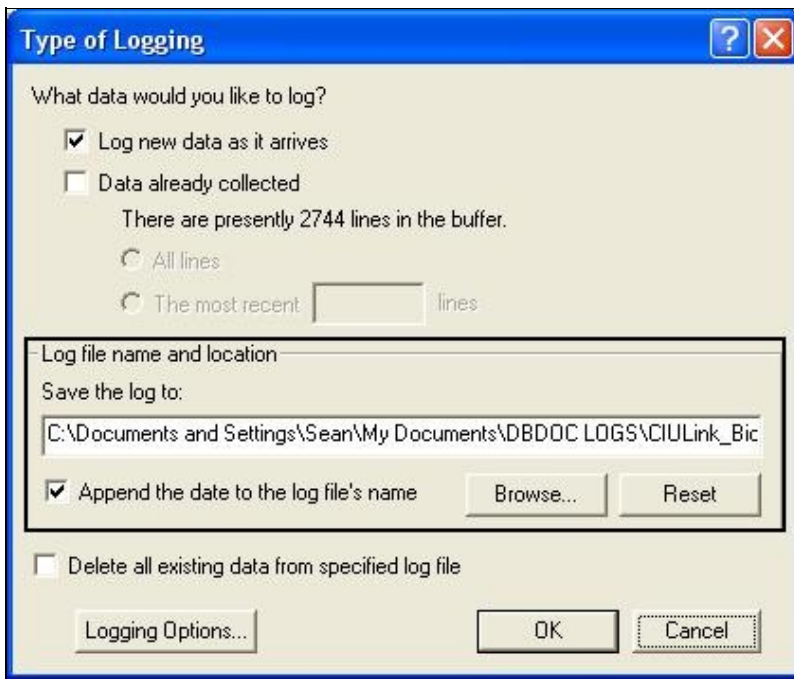 Type of Logging
What data would you like to log?
Log new data as it arrives
Data already collected
There are presently 2744 lines in the buffer.
All lines
The most recent lines
Log file name and location
Save the log to:
C:\Documents and Settings\Sean\My Documents\DBDOC LOGS\CIULink_Bic
Append the date to the log file's name Browse... Reset
Delete all existing data from specified log file
Logging Options... OK Cancel